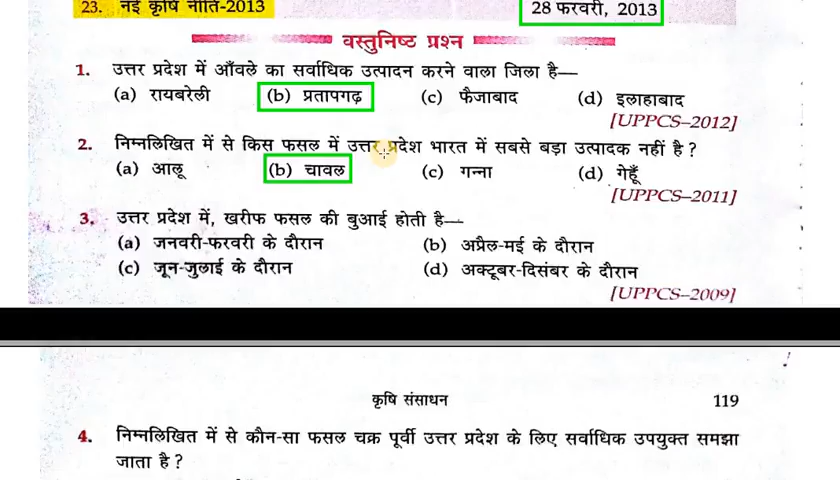 23. नई कृषि नीति-2013 28 फरवरी, 2013
वस्तुनिष्ठ प्रश्न
1. उत्तर प्रदेश में आँवले का सर्वाधिक उत्पादन करने वाला जिला है—
(a) रायबरेली (b) प्रतापगढ़ (c) फैजाबाद (d) इलाहाबाद
[UPPCS–2012]
2. निम्नलिखित में से किस फसल में उत्तर प्रदेश भारत में सबसे बड़ा उत्पादक नहीं है ?
(a) आलू (b) चावल (c) गन्ना (d) गेहूँ
[UPPCS–2011]
3. उत्तर प्रदेश में, खरीफ फसल की बुआई होती है—
(a) जनवरी-फरवरी के दौरान (b) अप्रैल-मई के दौरान
(c) जून-जुलाई के दौरान (d) अक्टूबर-दिसंबर के दौरान
[UPPCS–2009]
कृषि संसाधन 119
4. निम्नलिखित में से कौन-सा फसल चक्र पूर्वी उत्तर प्रदेश के लिए सर्वाधिक उपयुक्त समझा
जाता है ?